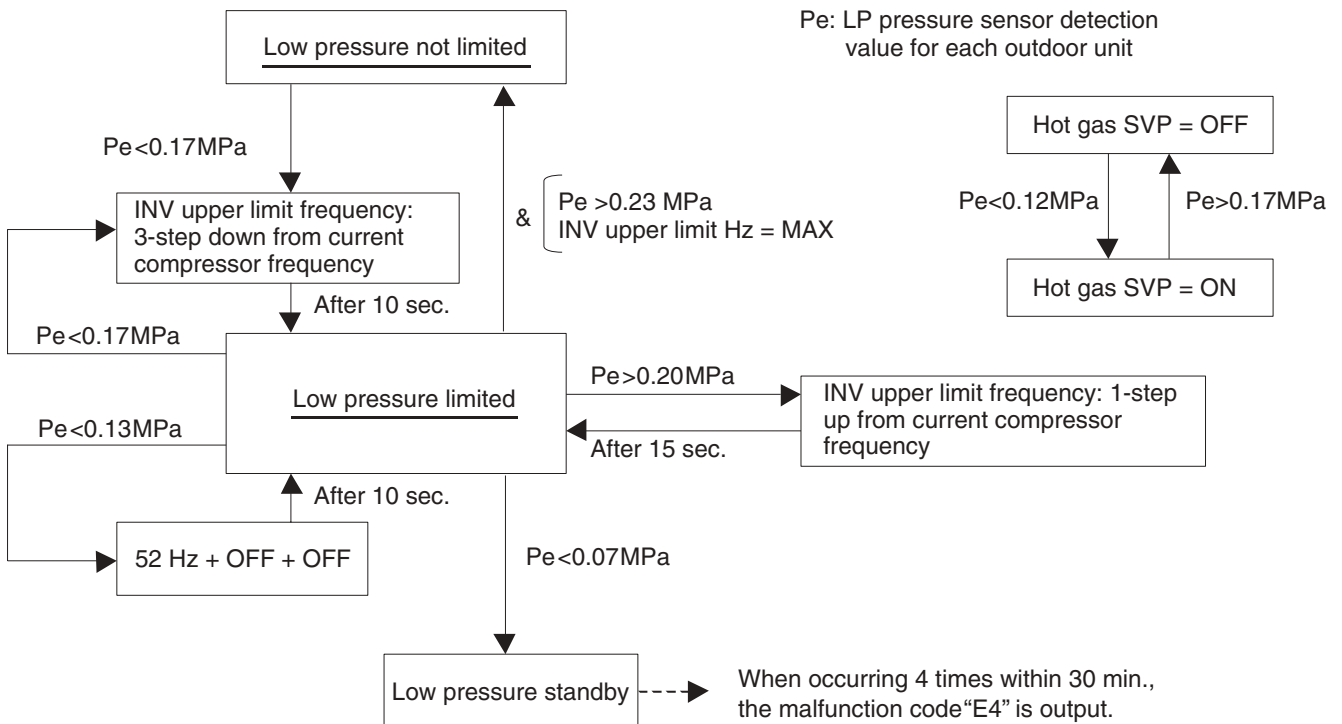 Low pressure not limited
Pe: LP pressure sensor detection
value for each outdoor unit
Pe<0.17MPa
&
Pe >0.23 MPa
INV upper limit Hz = MAX
Hot gas SVP = OFF
Pe<0.12MPa
Pe>0.17MPa
Hot gas SVP = ON
INV upper limit frequency:
3-step down from current
compressor frequency
After 10 sec.
Pe<0.17MPa
Low pressure limited
Pe>0.20MPa
After 15 sec.
INV upper limit frequency: 1-step
up from current compressor
frequency
Pe<0.13MPa
After 10 sec.
52 Hz + OFF + OFF
Pe<0.07MPa
Low pressure standby
When occurring 4 times within 30 min.,
the malfunction code“E4” is output.